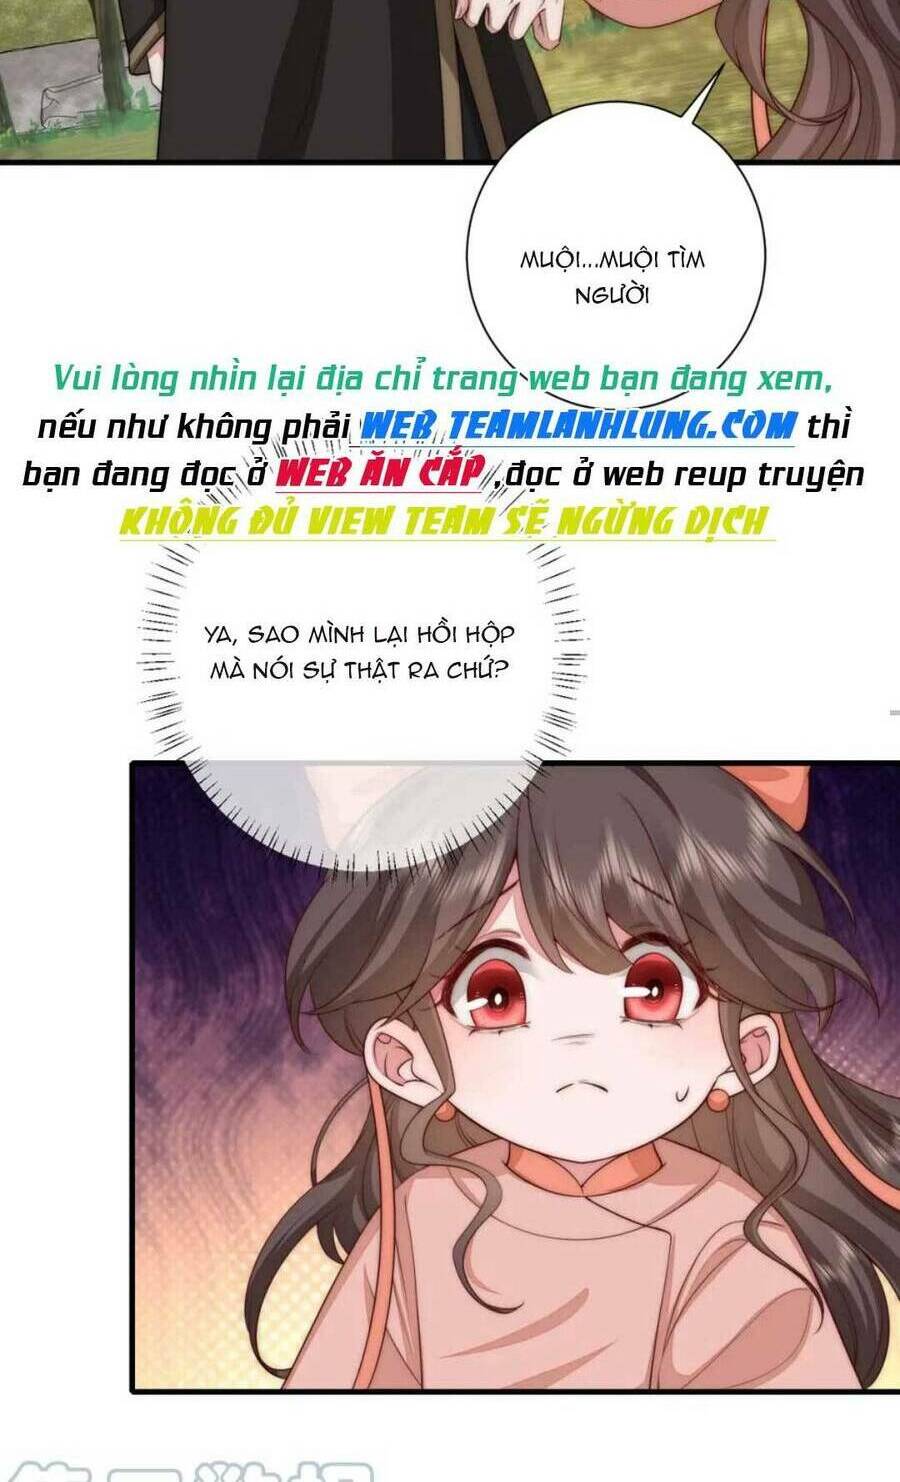 MUỘI...MUỘI TÌM
NGƯỜI
Vui lòng nhìn lại địa chỉ trang web bạn đang xem,
nếu như không phải WEB TEAMLANHLUNG.COM thì
bạn đang đọc ở WEB ĂN CẮP ,đọc ở web reup truyện
KHÔNG ĐỦ VIEW TEAM SẼ NGỪNG DỊCH
YA, SAO MÌNH LẠI HỒI HỘP
MÀ NÓI SỰ THẬT RA CHỨ?